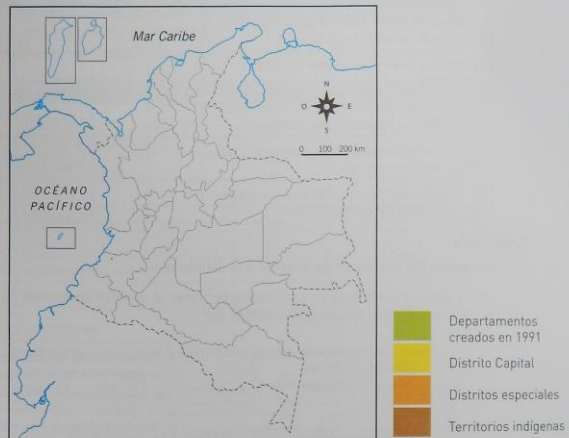 Mar Caribe
N
O E
S
0 100 200 km
OCÉANO
PACÍFICO
Departamentos
creados en 1991
Distrito Capital
Distritos especiales
Territorios indígenas